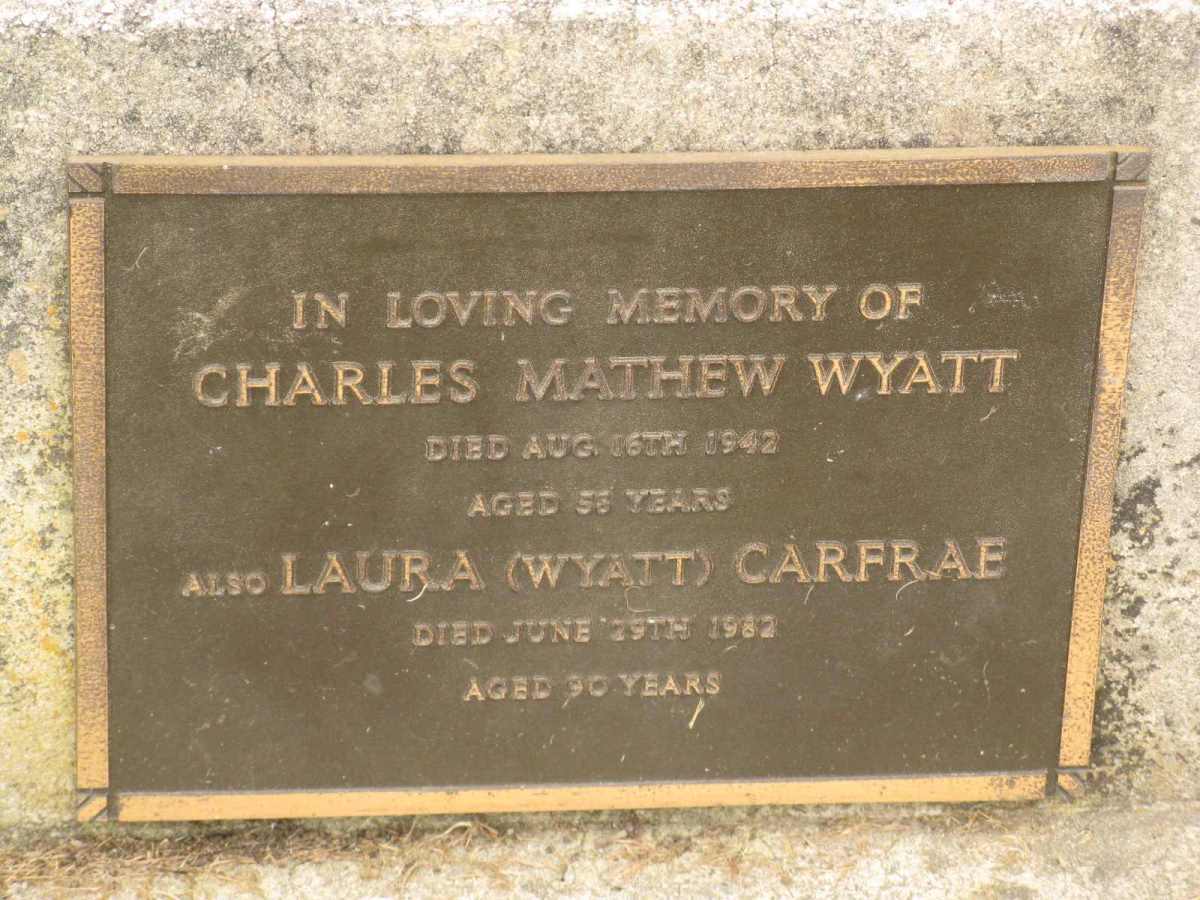 IN LOVING MEMORY OF
CHARLES MATHEW WYATT
DIED AUG. 16TH 1942
AGED 58 YEARS
ALSO LAURA (WYATT) CARFRAE
DIED JUNE 29TH 1982
AGED 90 YEARS